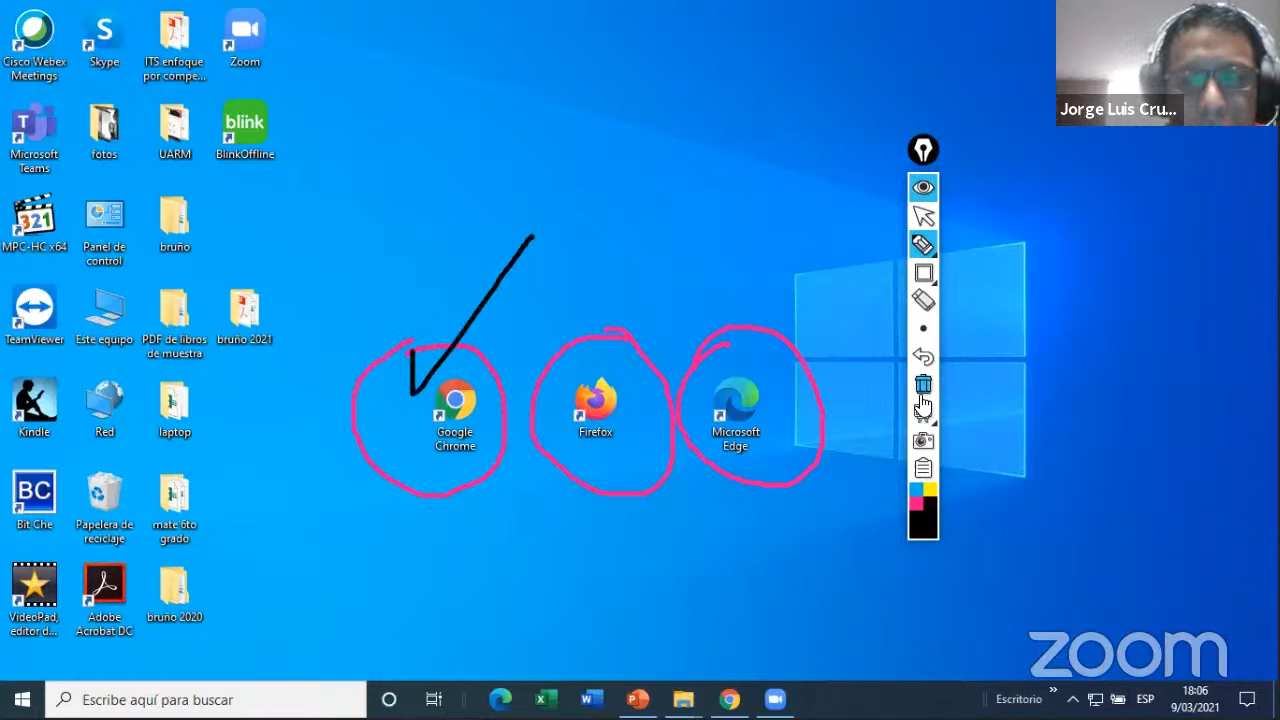 Cisco Webex
Meetings
S
Skype
ITS enfoque
por compe...
Zoom
Jorge Luis Cru...
T
Microsoft
Teams
fotos
UARM
blink
BlinkOffline
321
MPC-HC x64
Panel de
control
bruño
TeamViewer
Este equipo
PDF de libros
de muestra
bruño 2021
Kindle
Red
laptop
Google
Chrome
Firefox
Microsoft
Edge
BC
Bit Che
Papelera de
reciclaje
mate 6to
grado
VideoPad,
editor d...
Adobe
Acrobat DC
bruño 2020
zoom
Escribe aquí para buscar
Escritorio
ESP
18:06
9/03/2021